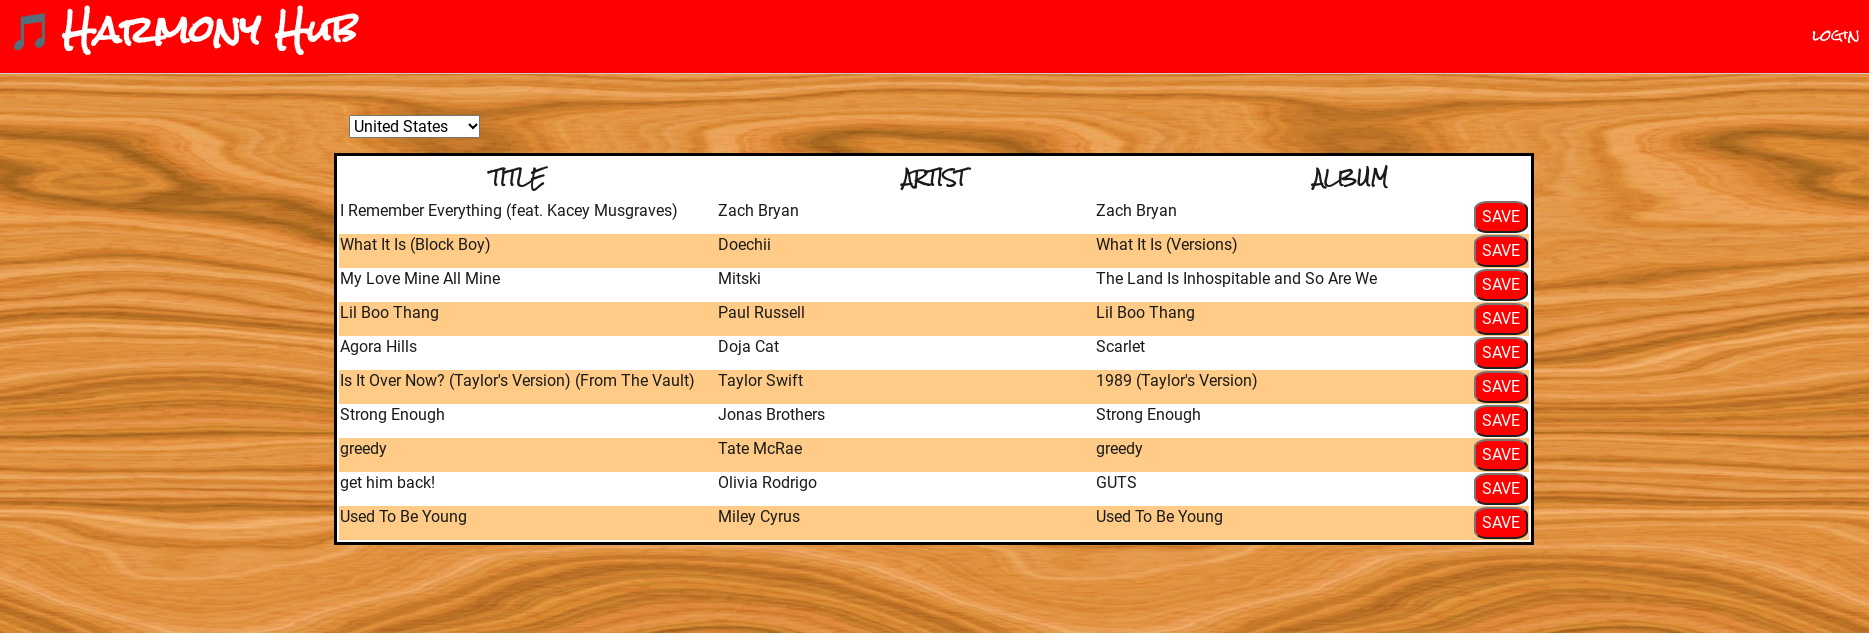 🎵 Harmony Hub
LOGIN
United States
TITLE ARTIST ALBUM
I Remember Everything (feat. Kacey Musgraves) Zach Bryan Zach Bryan SAVE
What It Is (Block Boy) Doechii What It Is (Versions) SAVE
My Love Mine All Mine Mitski The Land Is Inhospitable and So Are We SAVE
Lil Boo Thang Paul Russell Lil Boo Thang SAVE
Agora Hills Doja Cat Scarlet SAVE
Is It Over Now? (Taylor's Version) (From The Vault) Taylor Swift 1989 (Taylor's Version) SAVE
Strong Enough Jonas Brothers Strong Enough SAVE
greedy Tate McRae greedy SAVE
get him back! Olivia Rodrigo GUTS SAVE
Used To Be Young Miley Cyrus Used To Be Young SAVE